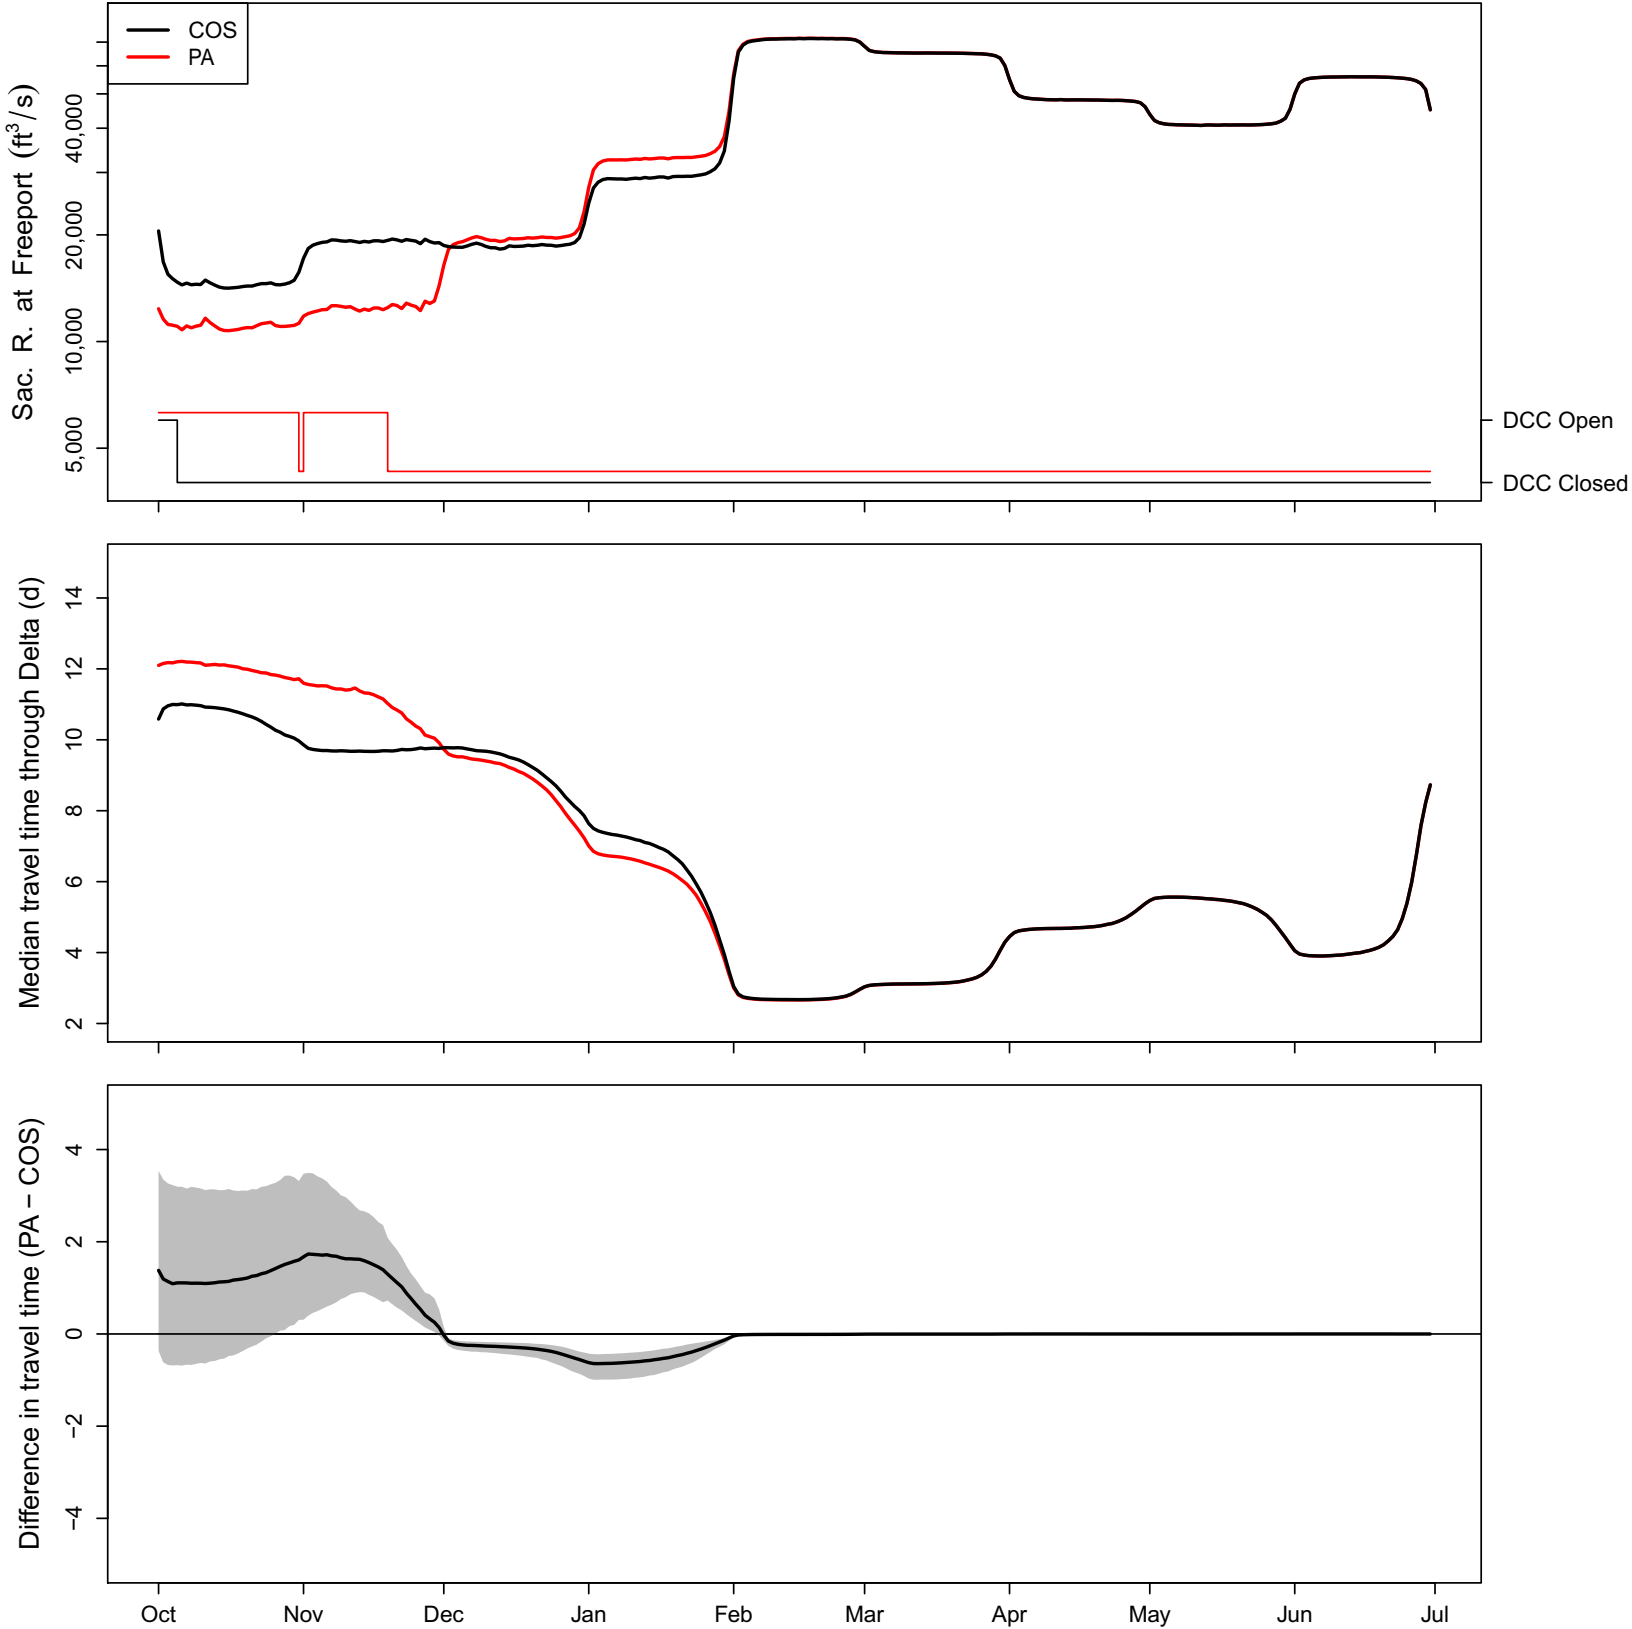 COS
PA
Sac. R. at Freeport (ft³/s)
40,000
20,000
10,000
5,000
DCC Open
DCC Closed
Median travel time through Delta (d)
14
12
10
8
6
4
2
Difference in travel time (PA − COS)
4
2
0
−2
−4
Oct Nov Dec Jan Feb Mar Apr May Jun Jul